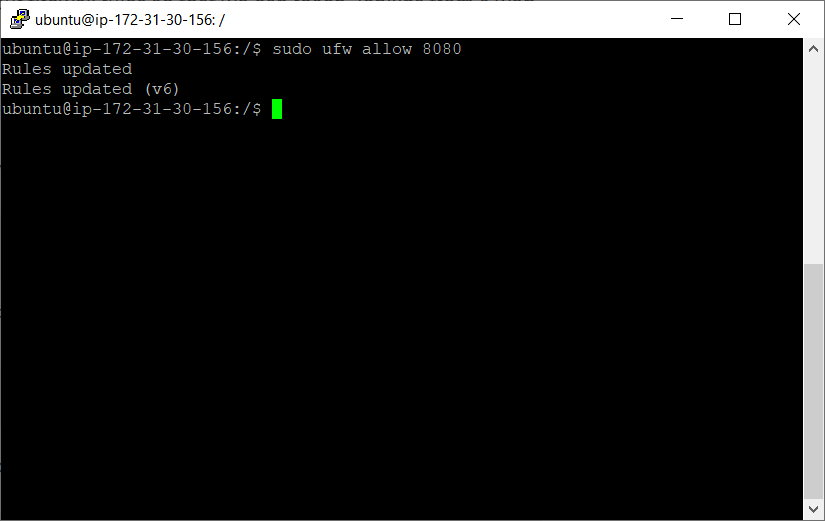 ubuntu@ip-172-31-30-156: /
ubuntu@ip-172-31-30-156:/$ sudo ufw allow 8080
Rules updated
Rules updated (v6)
ubuntu@ip-172-31-30-156:/$